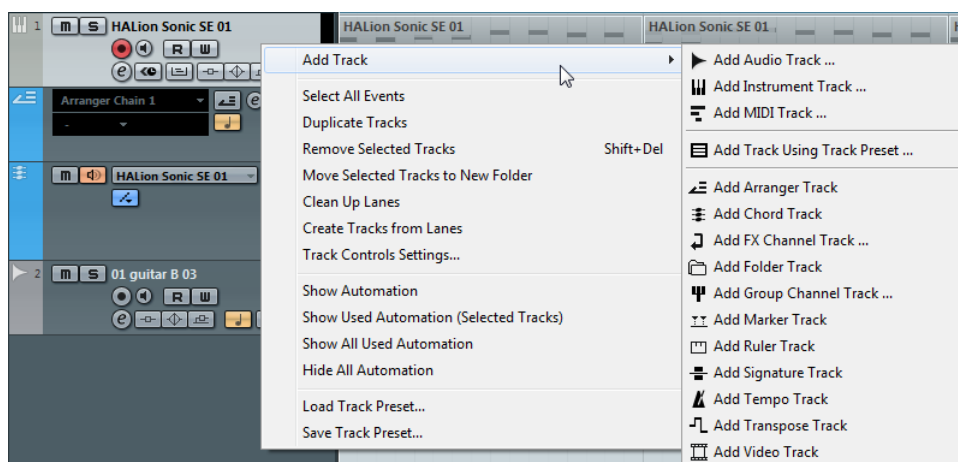 1 m S HALion Sonic SE 01
R W
e
Arranger Chain 1
e
-
m HALion Sonic SE 01
2 m S 01 guitar B 03
R W
e
HALion Sonic SE 01
HALion Sonic SE 01
Add Track
Select All Events
Duplicate Tracks
Remove Selected Tracks Shift+Del
Move Selected Tracks to New Folder
Clean Up Lanes
Create Tracks from Lanes
Track Controls Settings...
Show Automation
Show Used Automation (Selected Tracks)
Show All Used Automation
Hide All Automation
Load Track Preset...
Save Track Preset...
Add Audio Track ...
Add Instrument Track ...
Add MIDI Track ...
Add Track Using Track Preset ...
Add Arranger Track
Add Chord Track
Add FX Channel Track ...
Add Folder Track
Add Group Channel Track ...
Add Marker Track
Add Ruler Track
Add Signature Track
Add Tempo Track
Add Transpose Track
Add Video Track